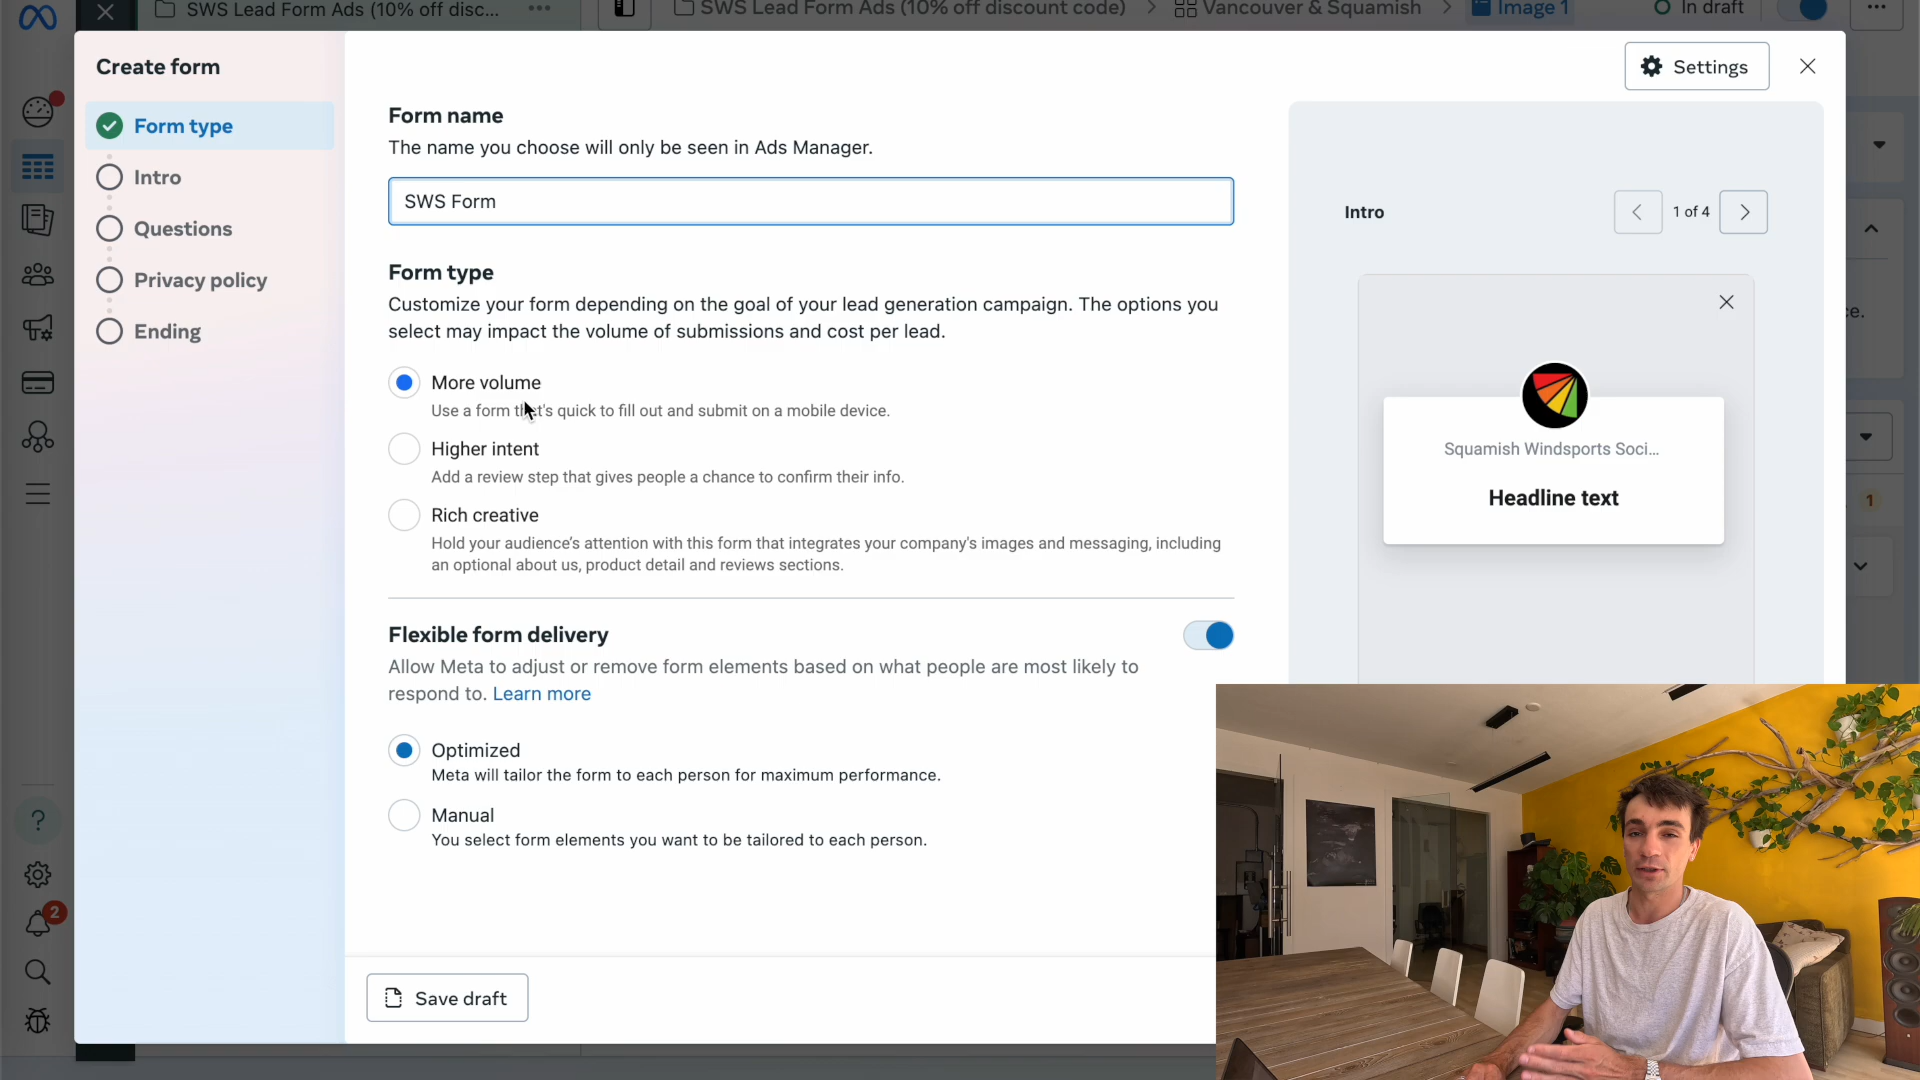 SWS Lead Form Ads (10% off disc...
SWS Lead Form Ads (10% off discount code)
Vancouver & Squamish
Image 1
In draft
Create form
Form type
Intro
Questions
Privacy policy
Ending
Settings
Form name
The name you choose will only be seen in Ads Manager.
SWS Form
Form type
Customize your form depending on the goal of your lead generation campaign. The options you
select may impact the volume of submissions and cost per lead.
More volume
Use a form that's quick to fill out and submit on a mobile device.
Higher intent
Add a review step that gives people a chance to confirm their info.
Rich creative
Hold your audience's attention with this form that integrates your company's images and messaging, including
an optional about us, product detail and reviews sections.
Flexible form delivery
Allow Meta to adjust or remove form elements based on what people are most likely to
respond to. Learn more
Optimized
Meta will tailor the form to each person for maximum performance.
Manual
You select form elements you want to be tailored to each person.
Save draft
Intro
1 of 4
Squamish Windsports Soci...
Headline text
ce.
1
2